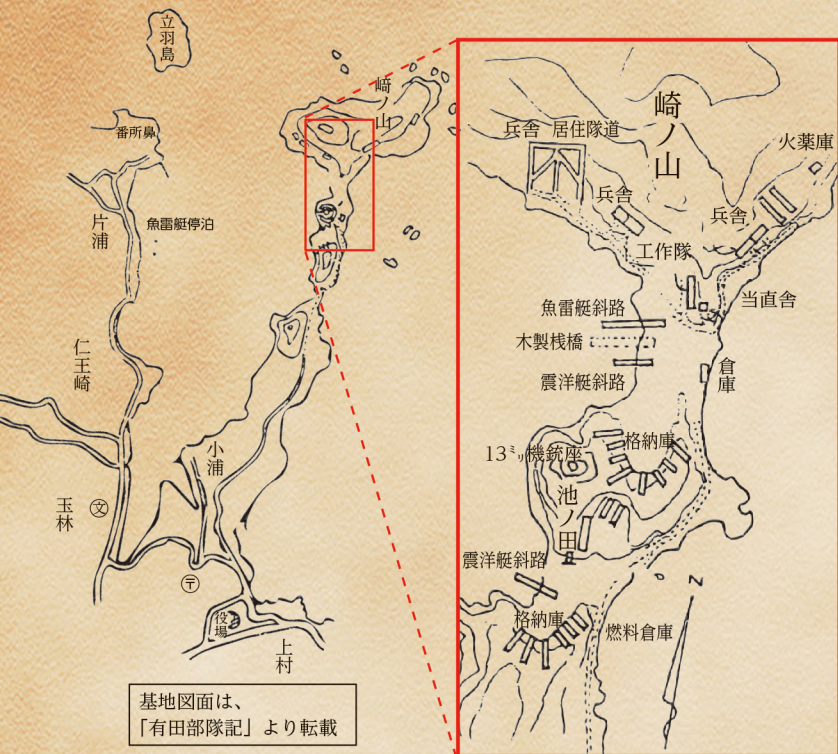 立羽島
﨑ノ山
番所鼻
片浦
魚雷艇停泊
仁王崎
小浦
玉林
文
〒
役場
上村
基地図面は、
「有田部隊記」より転載
崎ノ山
兵舎
居住隧道
火薬庫
兵舎
兵舎
工作隊
当直舎
魚雷艇斜路
木製桟橋
震洋艇斜路
倉庫
格納庫
13㍉機銃座
池ノ田
震洋艇斜路
格納庫
燃料倉庫
N